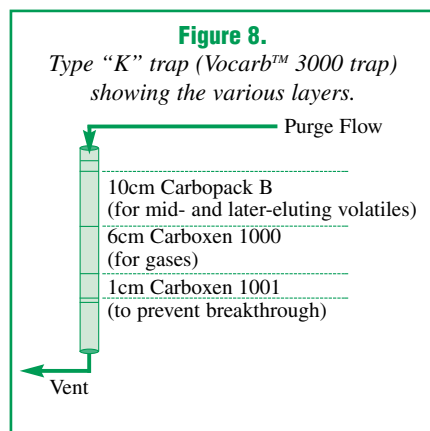 Figure 8.
Type “K” trap (Vocarb™ 3000 trap)
showing the various layers.
Purge Flow
10cm Carbopack B
(for mid- and later-eluting volatiles)
6cm Carboxen 1000
(for gases)
1cm Carboxen 1001
(to prevent breakthrough)
Vent